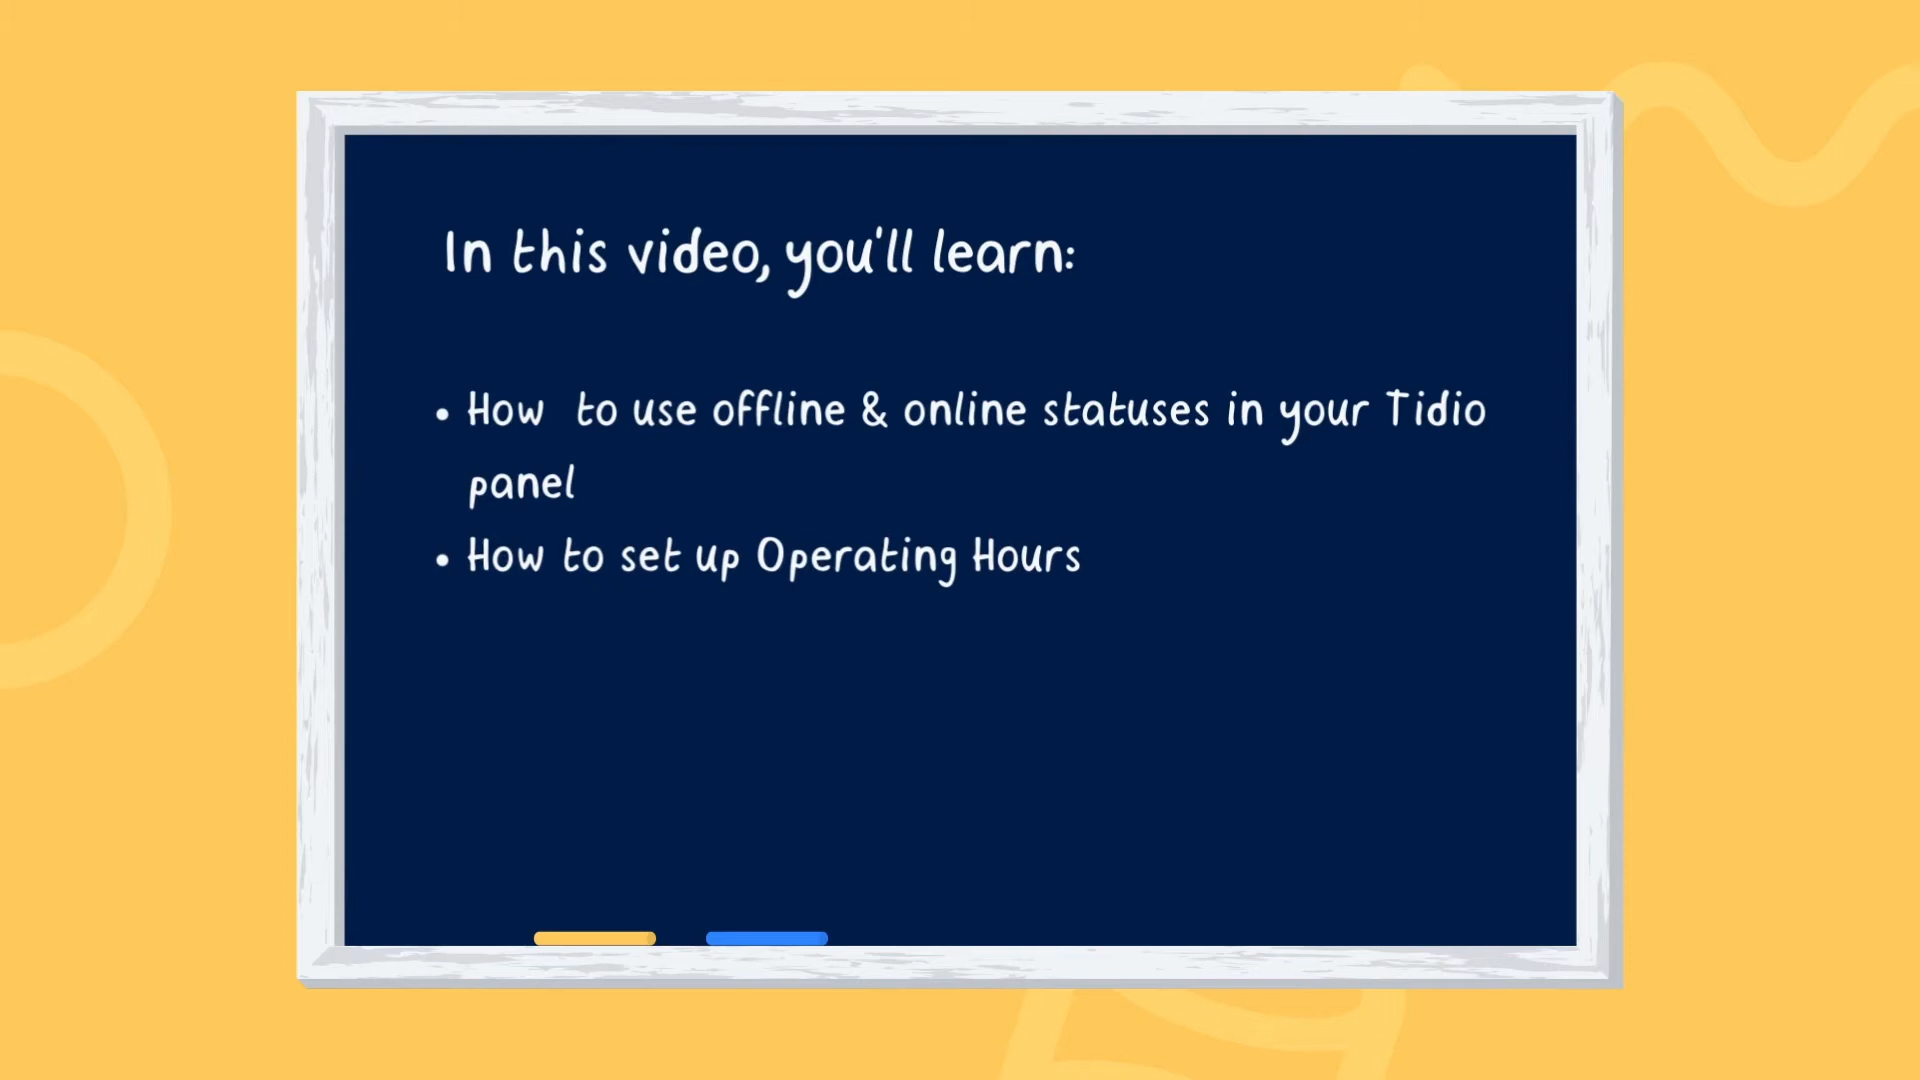 In this video, you'll learn:
• How  to use offline & online statuses in your Tidio
panel
• How to set up Operating Hours